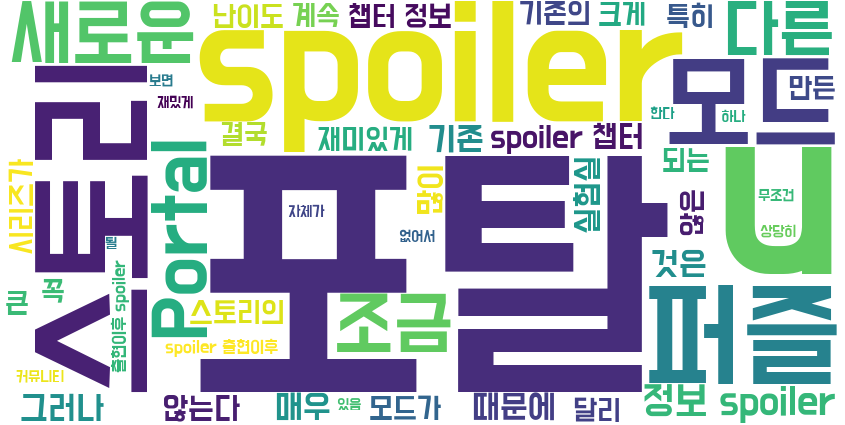 새로운
난이도 계속 챕터 정보
기존의 크게 특히
다른
spoiler
보면
재밌게
모드
만든
한다 하나
결국 재미있게 기존 spoiler 챕터
스토리
시리즈가
Portal
포탈
자체가
많이
없어서
실험실
되는
않은
u
무조건
상당히
될
것은
큰 꼭
출현이후 spoiler
스토리의
조금
퍼즐
spoiler 출현이후
커뮤니티
그러나 않는다 매우 있음 모드가 때문에 달리 정보 spoiler